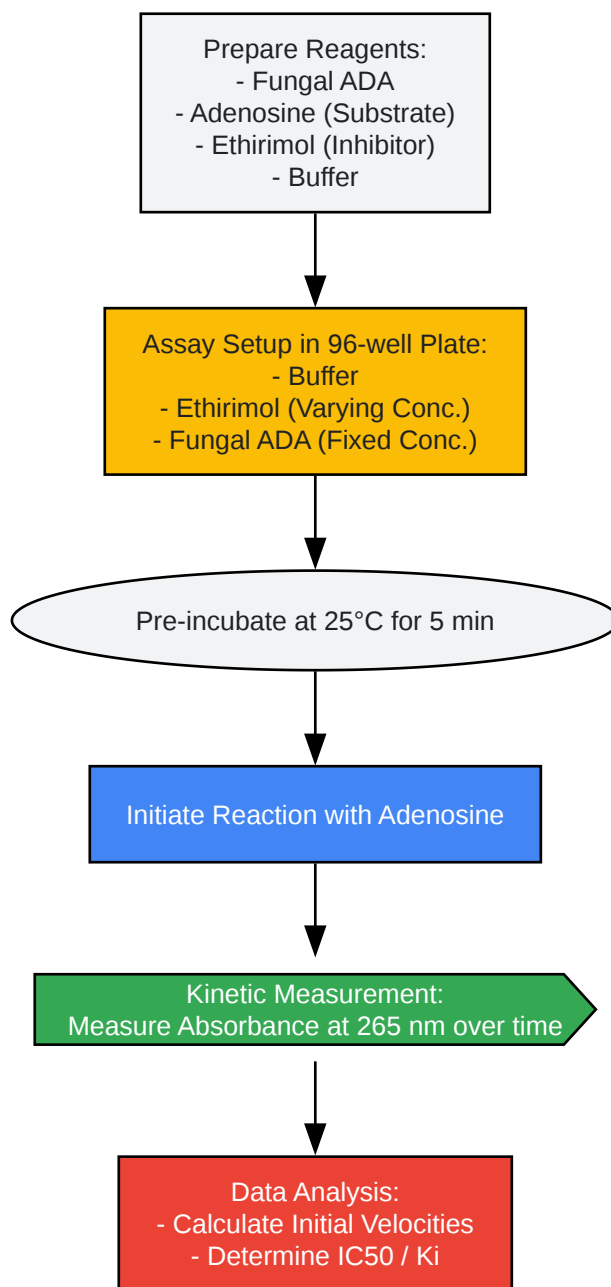 Prepare Reagents:
- Fungal ADA
- Adenosine (Substrate)
- Ethirimol (Inhibitor)
- Buffer
Assay Setup in 96-well Plate:
- Buffer
- Ethirimol (Varying Conc.)
- Fungal ADA (Fixed Conc.)
Pre-incubate at 25°C for 5 min
Initiate Reaction with Adenosine
Kinetic Measurement:
Measure Absorbance at 265 nm over time
Data Analysis:
- Calculate Initial Velocities
- Determine IC50 / Ki